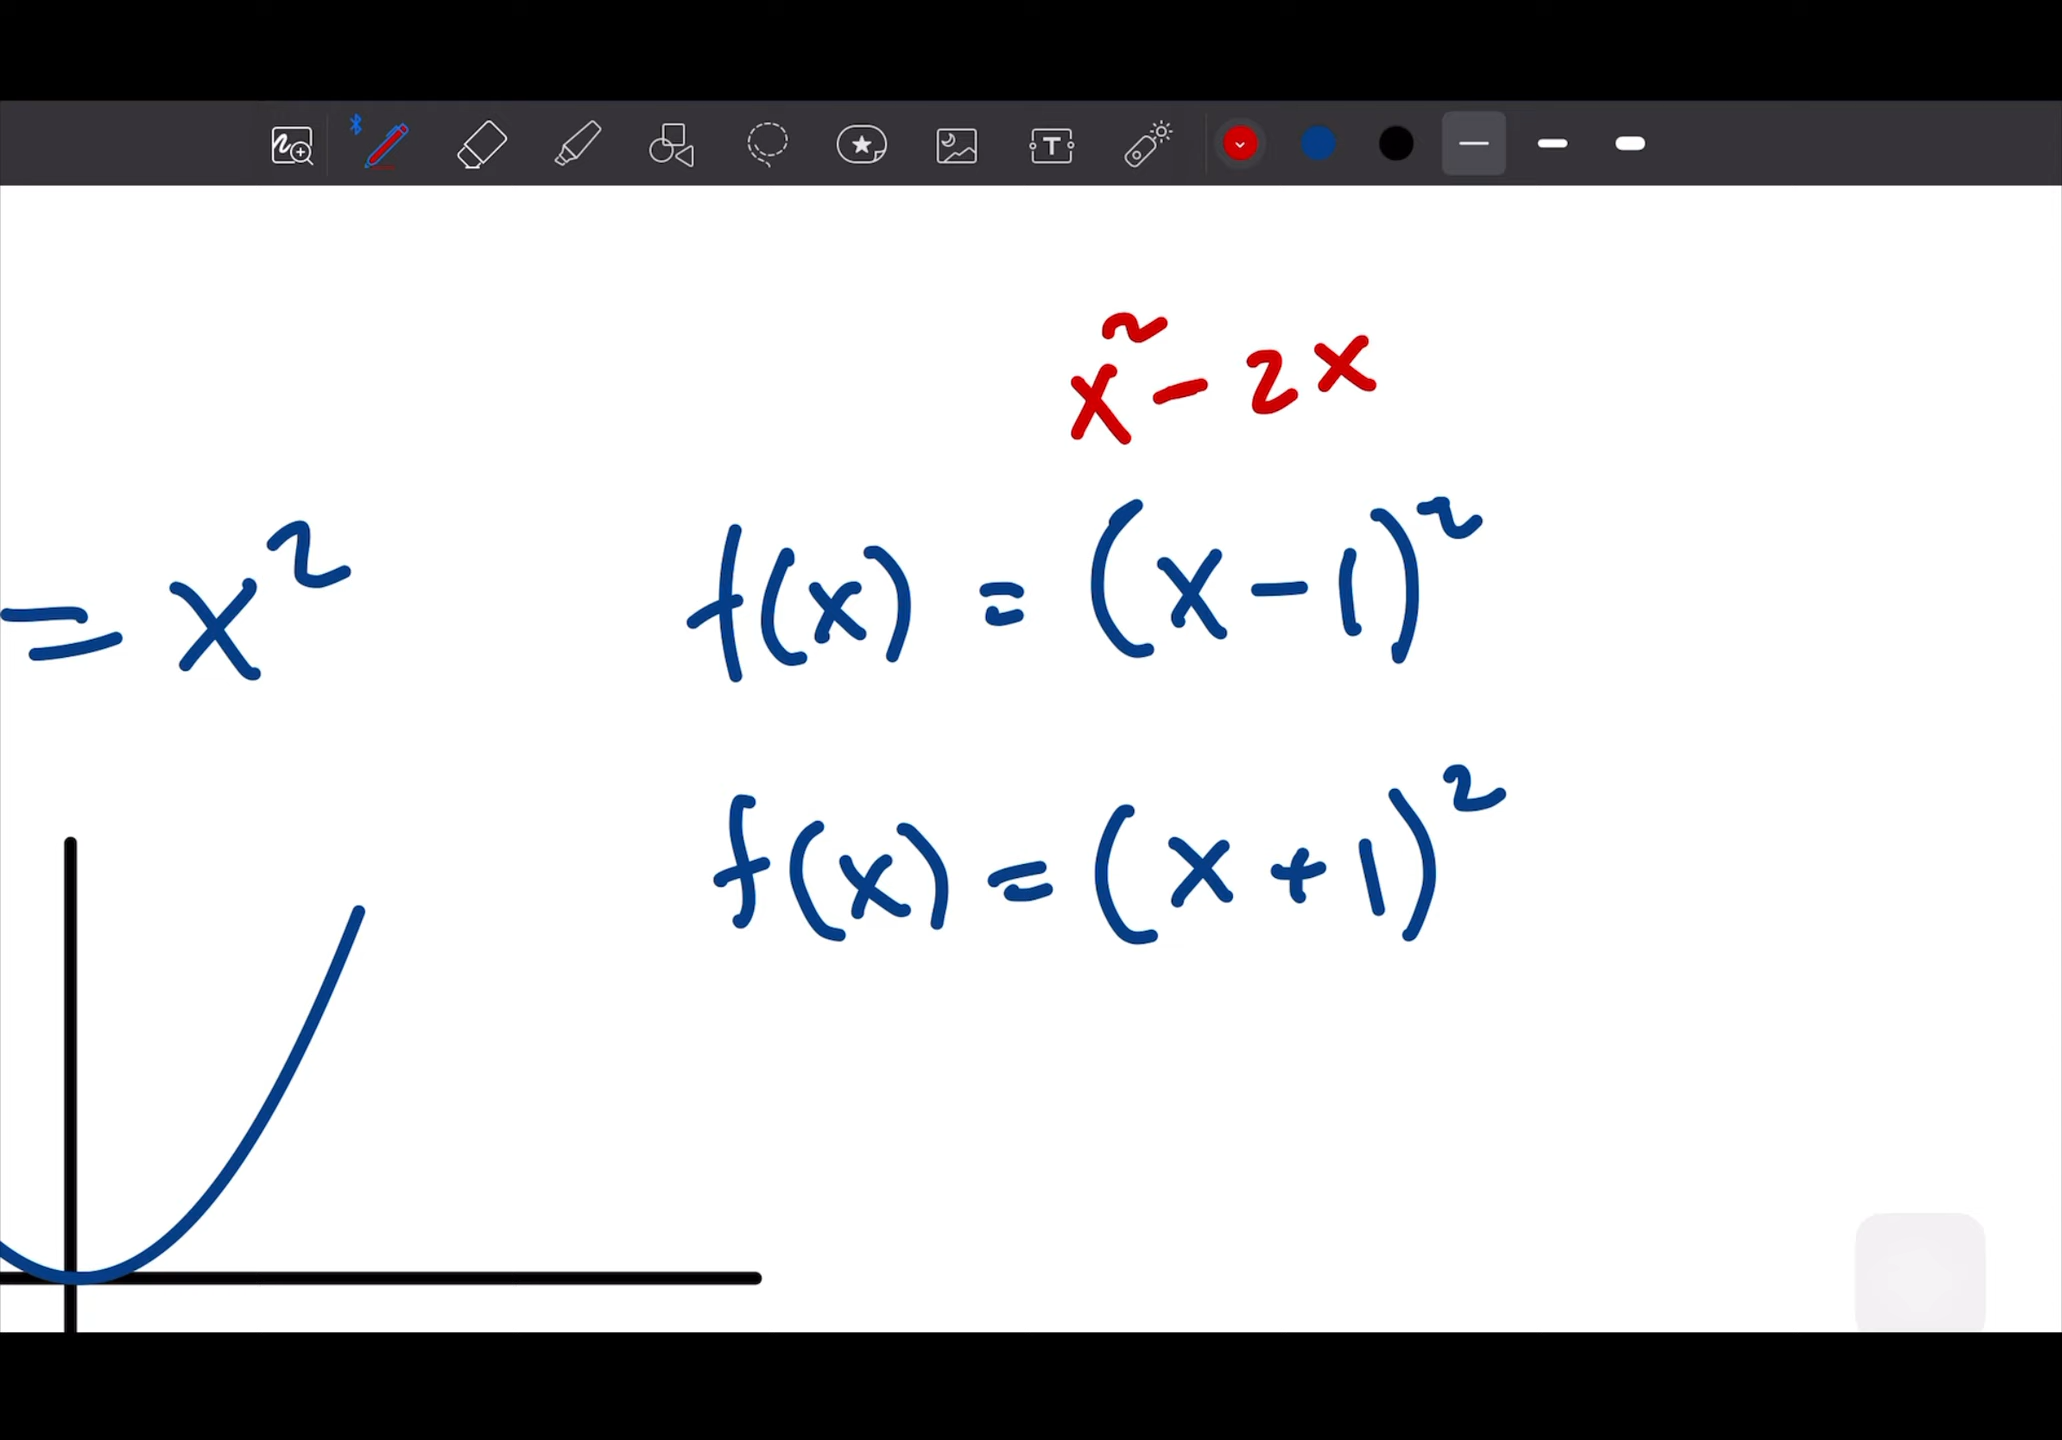 x² - 2x
= x²
f(x) = (x - 1)²
f(x) = (x + 1)²